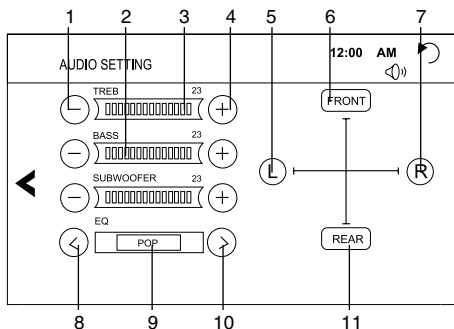 1 2 3 4 5 6 7
12:00 AM
AUDIO SETTING
TREB 23
FRONT
BASS 23
L R
SUBWOOFER 23
EQ
POP
REAR
8 9 10 11